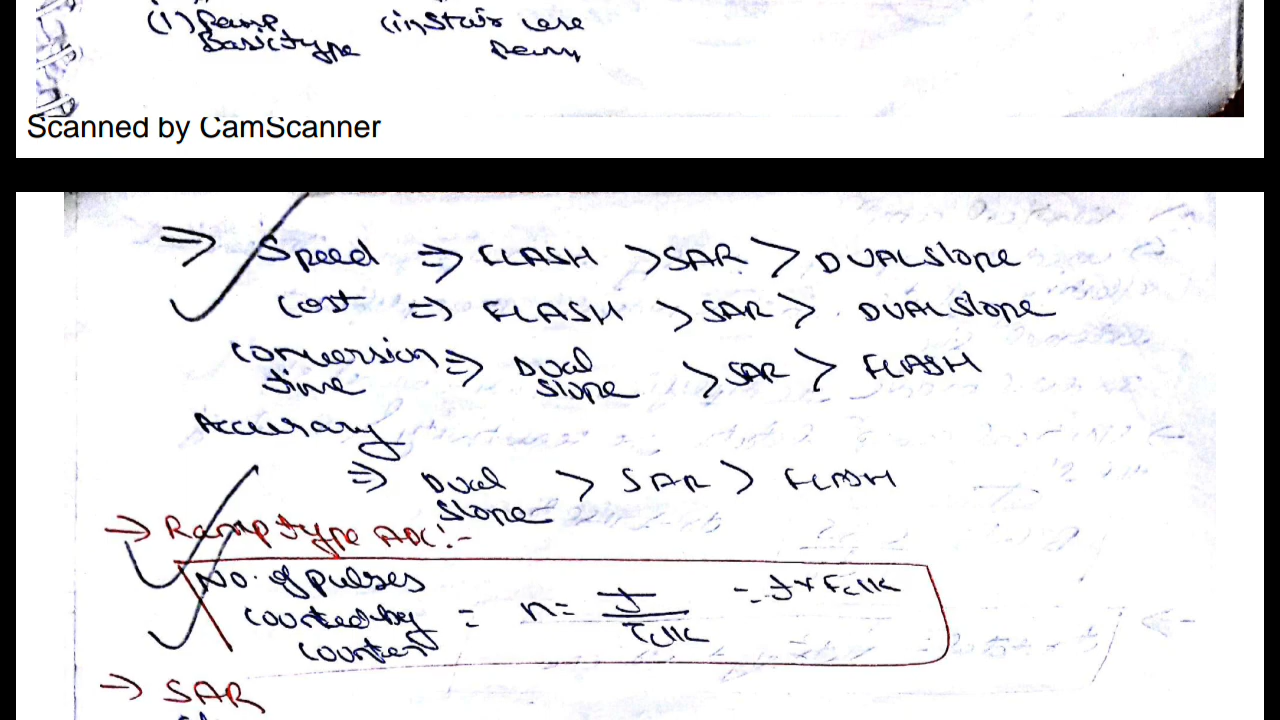 (i) Ramp (ii) Stair case
Basic type Ramp
Scanned by CamScanner
⇒ Speed ⇒ FLASH > SAR > DUAL Slope
Cost ⇒ FLASH > SAR > DUAL Slope
Conversion ⇒ Dual > SAR > FLASH
time slope
Accuracy
⇒ Dual > SAR > FLASH
slope
→ Ramp type ADC :-
No. of pulses
counted by = n = t/Tclk = t × Fclk
counter
→ SAR